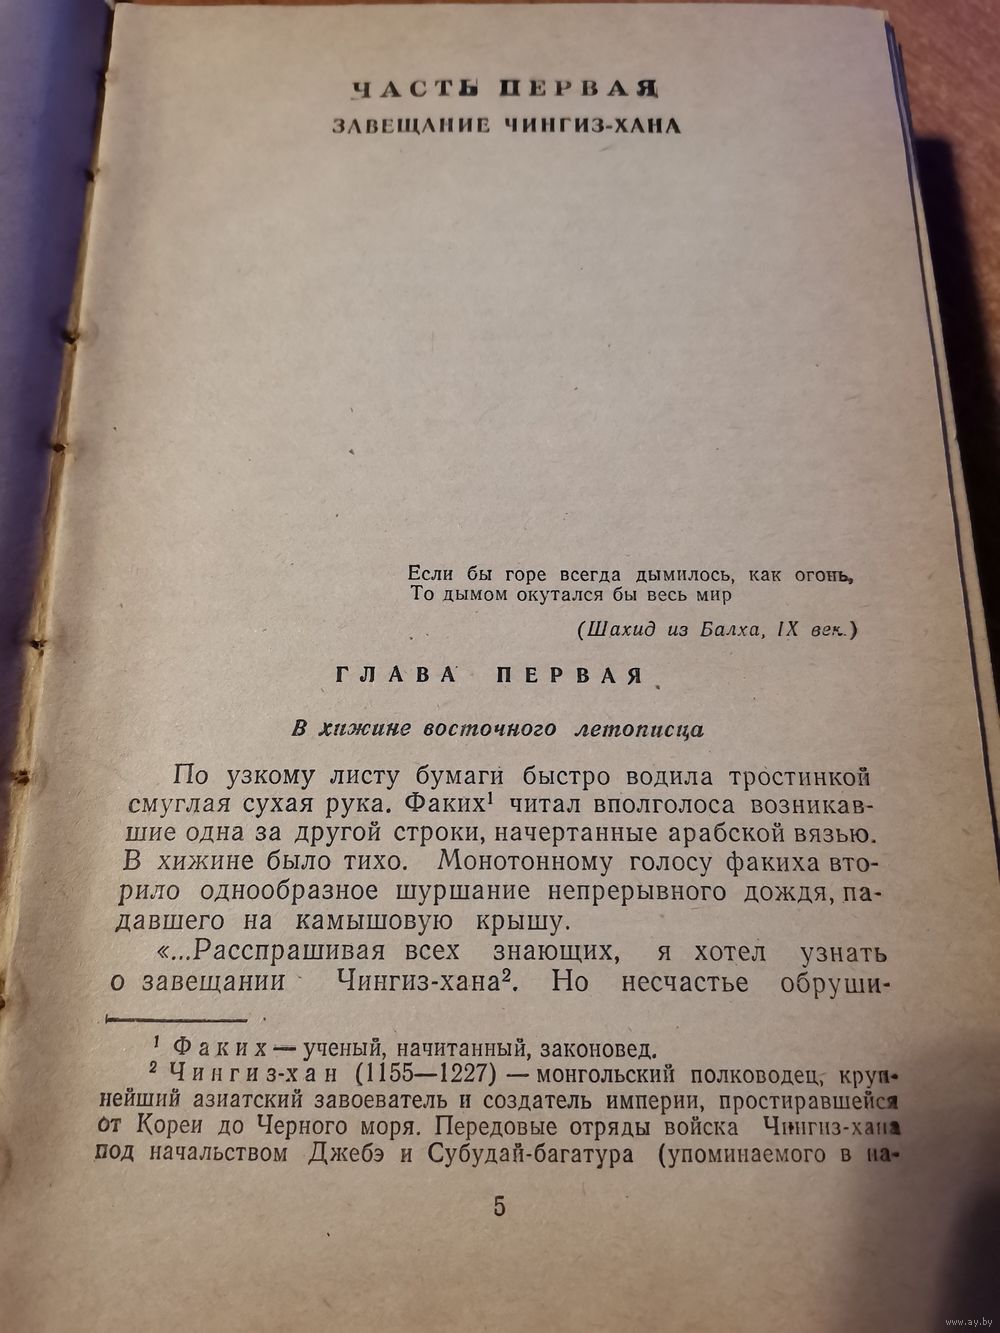 ЧАСТЬ ПЕРВАЯ
ЗАВЕЩАНИЕ ЧИНГИЗ-ХАНА
Если бы горе всегда дымилось, как огонь,
То дымом окутался бы весь мир
(Шахид из Балха, IX век.)
ГЛАВА ПЕРВАЯ
В хижине восточного летописца
По узкому листу бумаги быстро водила тростинкой
смуглая сухая рука. Факих¹ читал вполголоса возникав-
шие одна за другой строки, начертанные арабской вязью.
В хижине было тихо. Монотонному голосу факиха вто-
рило однообразное шуршание непрерывного дождя, па-
давшего на камышовую крышу.
«...Расспрашивая всех знающих, я хотел узнать
о завещании Чингиз-хана². Но несчастье обруши-
¹ Факих — ученый, начитанный, законовед.
² Чингиз-хан (1155—1227) — монгольский полководец, круп-
нейший азиатский завоеватель и создатель империи, простиравшейся
от Кореи до Черного моря. Передовые отряды войска Чингиз-хана
под начальством Джебэ и Субудай-багатура (упоминаемого в на-
5
www.ay.by